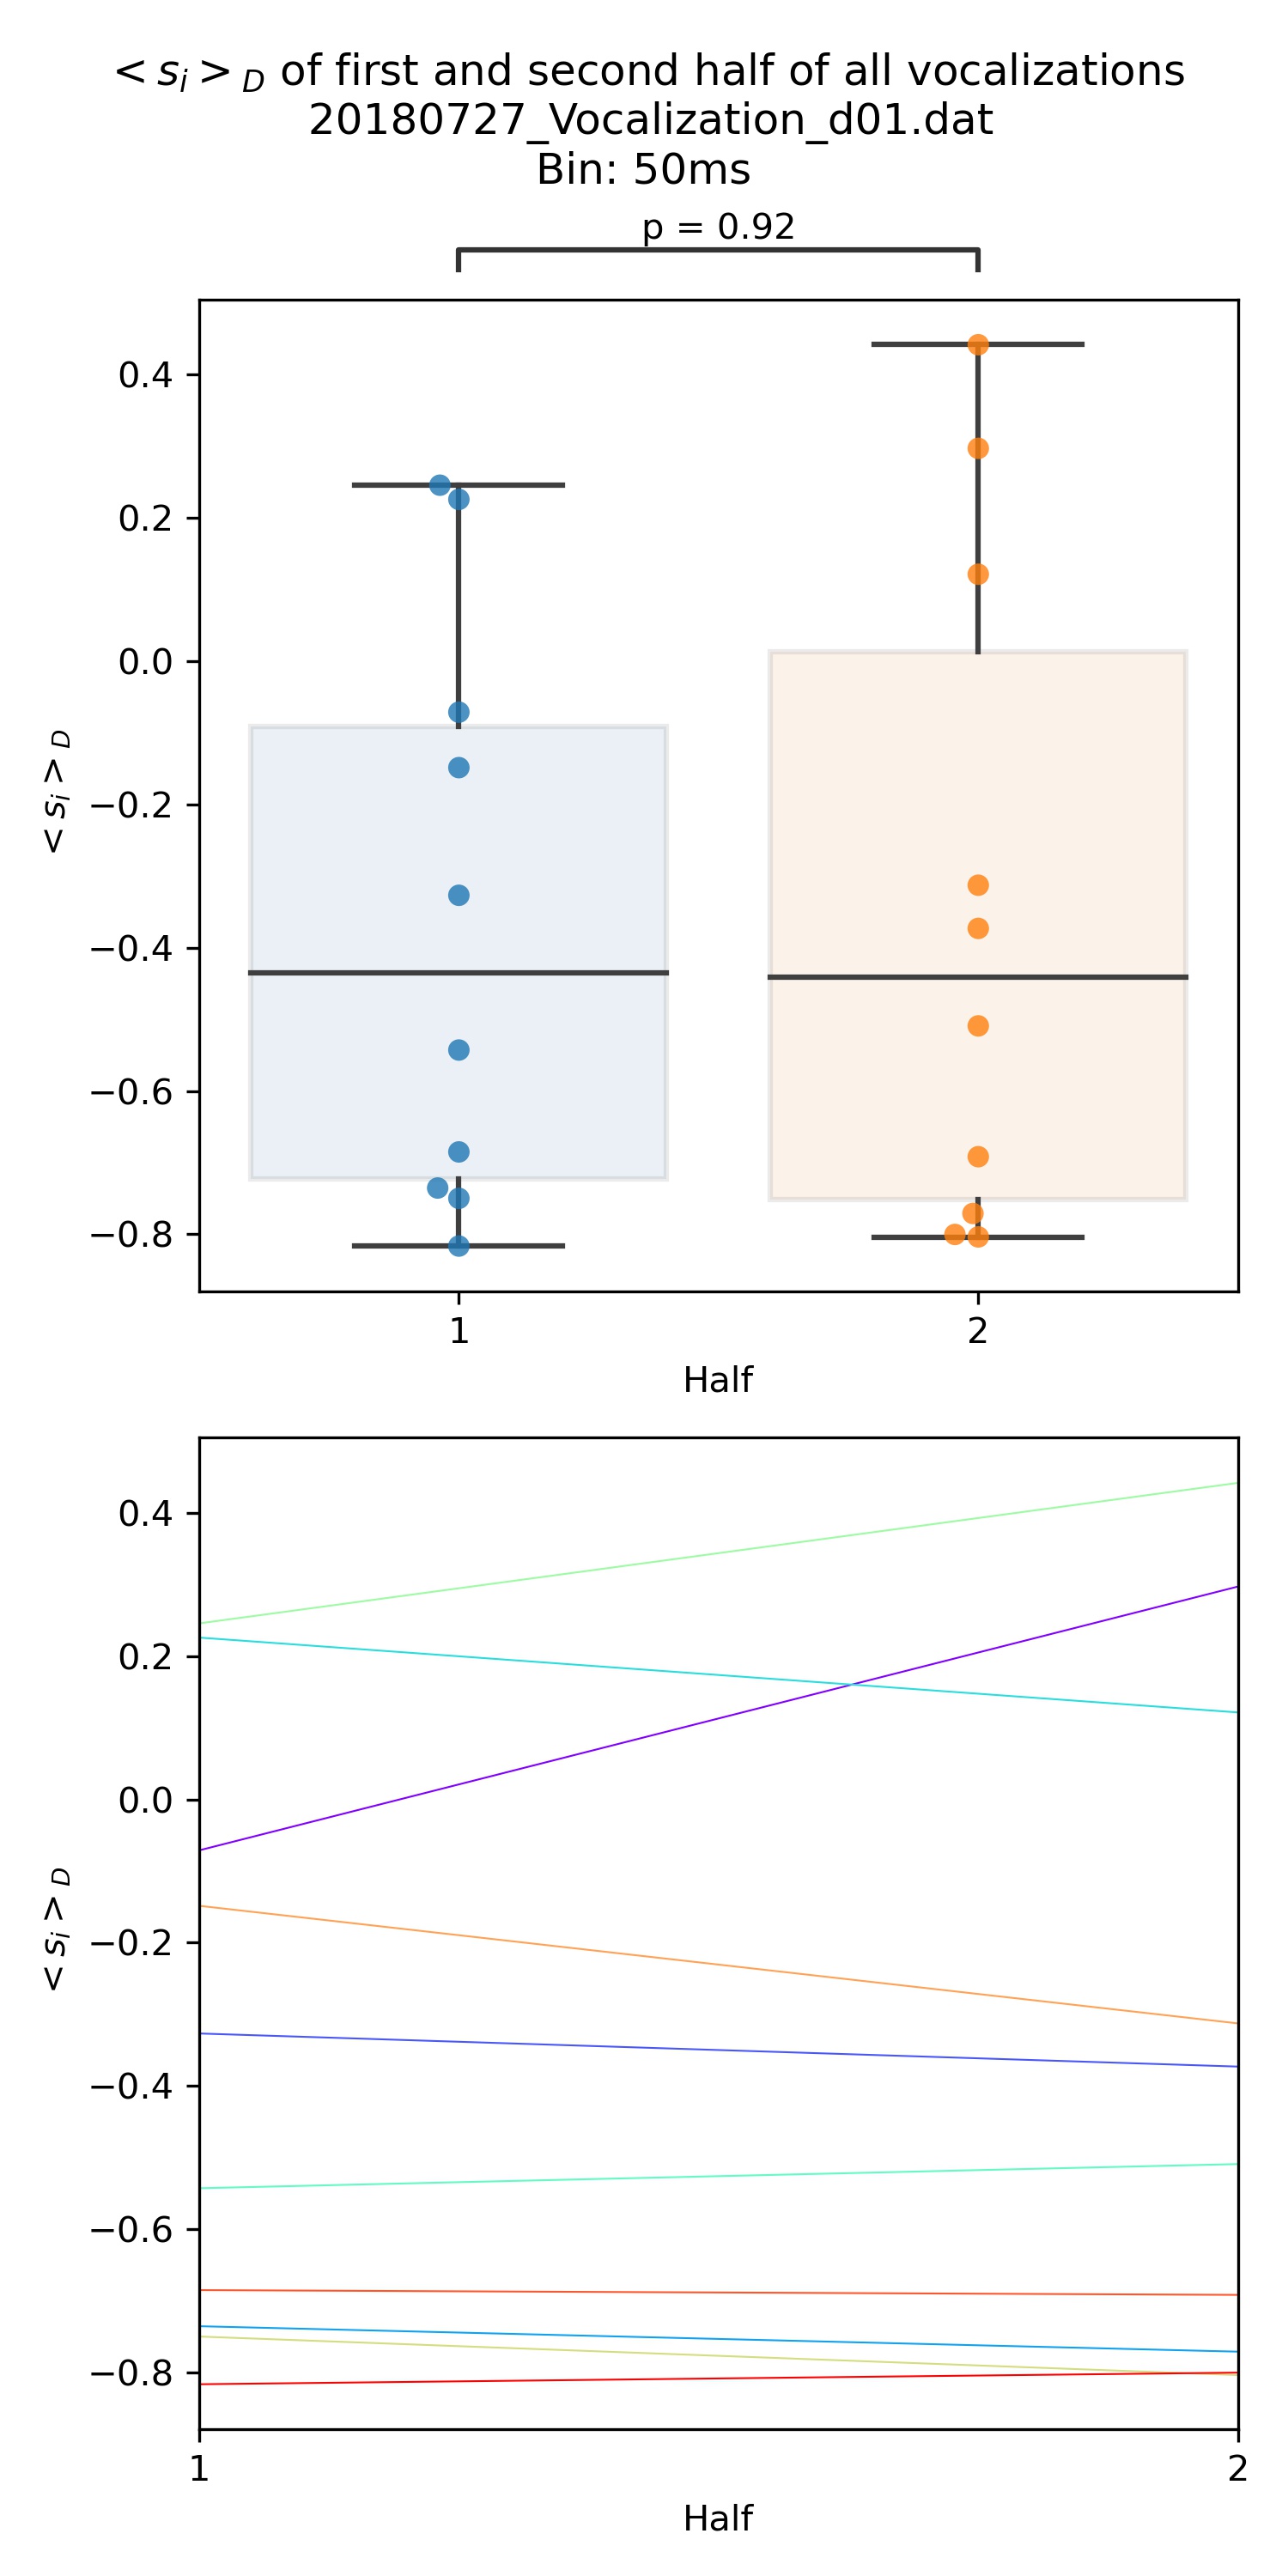 < s_i >_D of first and second half of all vocalizations
20180727_Vocalization_d01.dat
Bin: 50ms
p = 0.92
0.4
0.2
0.0
−0.2
−0.4
−0.6
−0.8
< s_i >_D
1 2
Half
0.4
0.2
0.0
−0.2
−0.4
−0.6
−0.8
< s_i >_D
1 2
Half